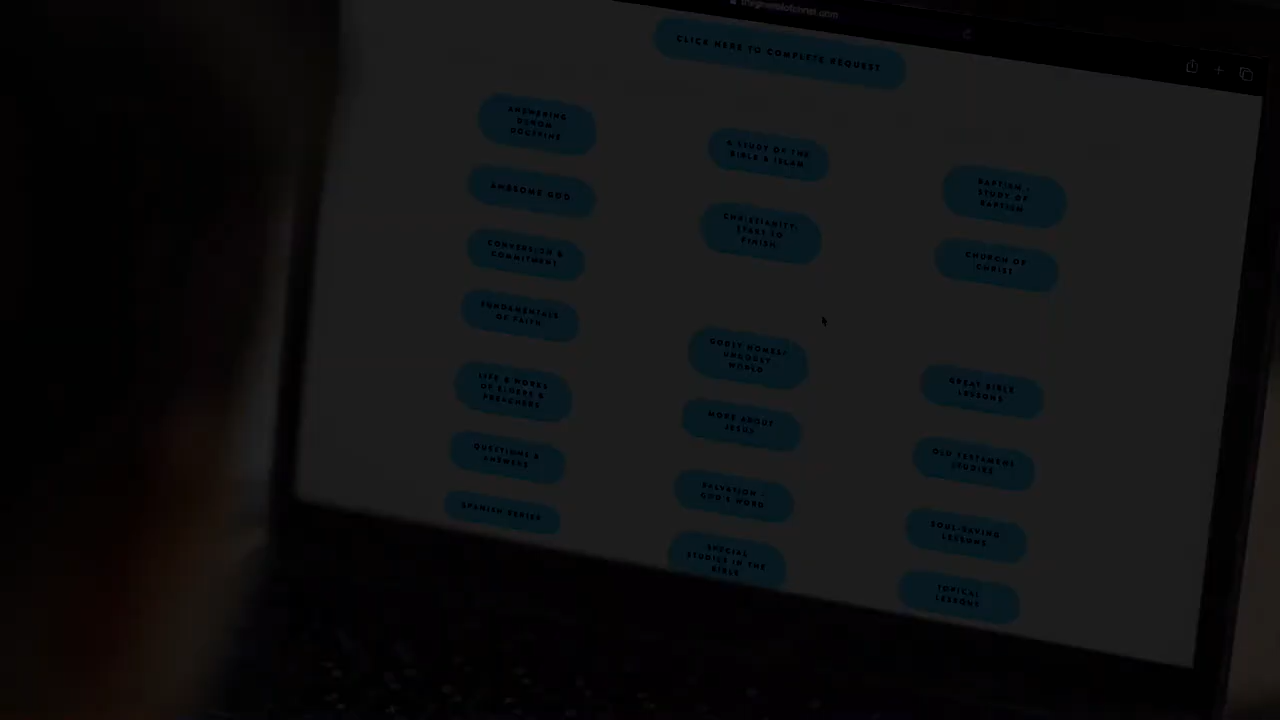 CLICK HERE TO COMPLETE REQUEST
ANSWERING
DENOM
DOCTRINE
A STUDY OF THE
BIBLE & ISLAM
BAPTISM -
STUDY OF
BAPTISM
AWESOME GOD
CHRISTIANITY:
START TO
FINISH
CHURCH OF
CHRIST
CONVERSION &
COMMITMENT
FUNDAMENTALS
OF FAITH
GODLY HOMES/
UNGODLY
WORLD
GREAT BIBLE
LESSONS
LIFE & WORKS
OF ELDERS &
PREACHERS
MORE ABOUT
JESUS
OLD TESTAMENT
STUDIES
QUESTIONS &
ANSWERS
SALVATION -
GOD'S WORD
SOUL-SAVING
LESSONS
SPANISH SERIES
SPECIAL
STUDIES IN THE
BIBLE
TOPICAL
LESSONS